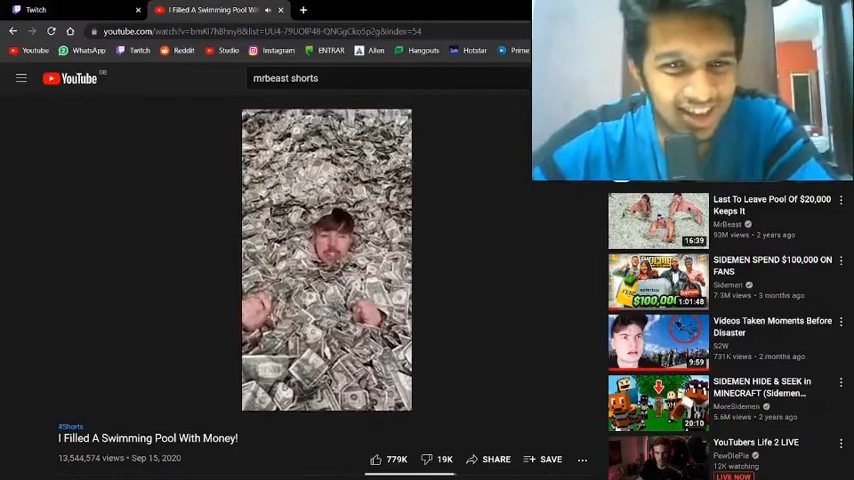 Twitch
I Filled A Swimming Pool Wit
youtube.com/watch?v=bmKI7hBhny8&list=UU4-79UOlP48-QNGgCko5p2g&index=54
Youtube WhatsApp Twitch Reddit Studio Instagram ENTRAR Allen Hangouts Hotstar Prime
YouTube GB
mrbeast shorts
#Shorts
I Filled A Swimming Pool With Money!
13,544,574 views • Sep 15, 2020
779K 19K SHARE SAVE
Last To Leave Pool Of $20,000
Keeps It
MrBeast
93M views • 2 years ago
16:39
SIDEMEN SPEND $100,000 ON
FANS
Sidemen
7.3M views • 3 months ago
$100,000
1:01:48
Videos Taken Moments Before
Disaster
S2W
731K views • 2 months ago
9:59
SIDEMEN HIDE & SEEK in
MINECRAFT (Sidemen...
MoreSidemen
5.6M views • 2 years ago
20:10
YouTubers Life 2 LIVE
PewDiePie
12K watching
LIVE NOW